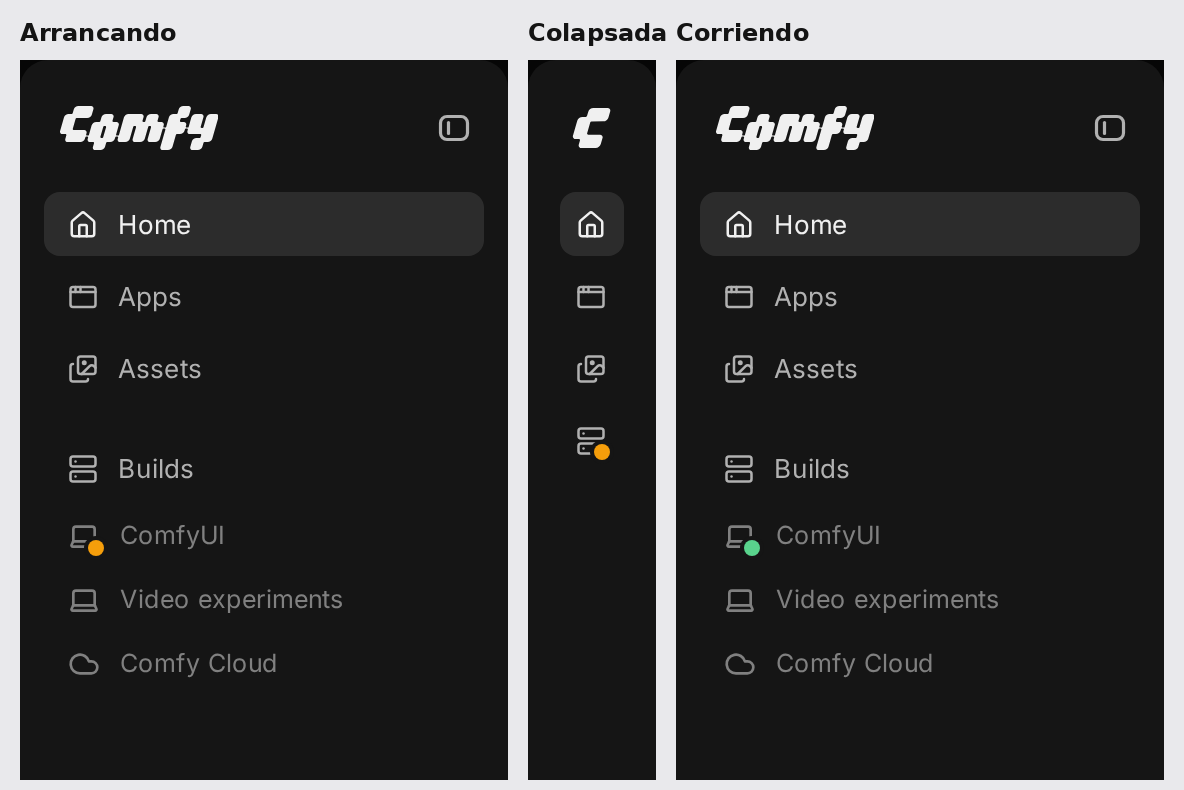 Arrancando
Comfy
Home
Apps
Assets
Builds
ComfyUI
Video experiments
Comfy Cloud
Colapsada
C
Corriendo
Comfy
Home
Apps
Assets
Builds
ComfyUI
Video experiments
Comfy Cloud